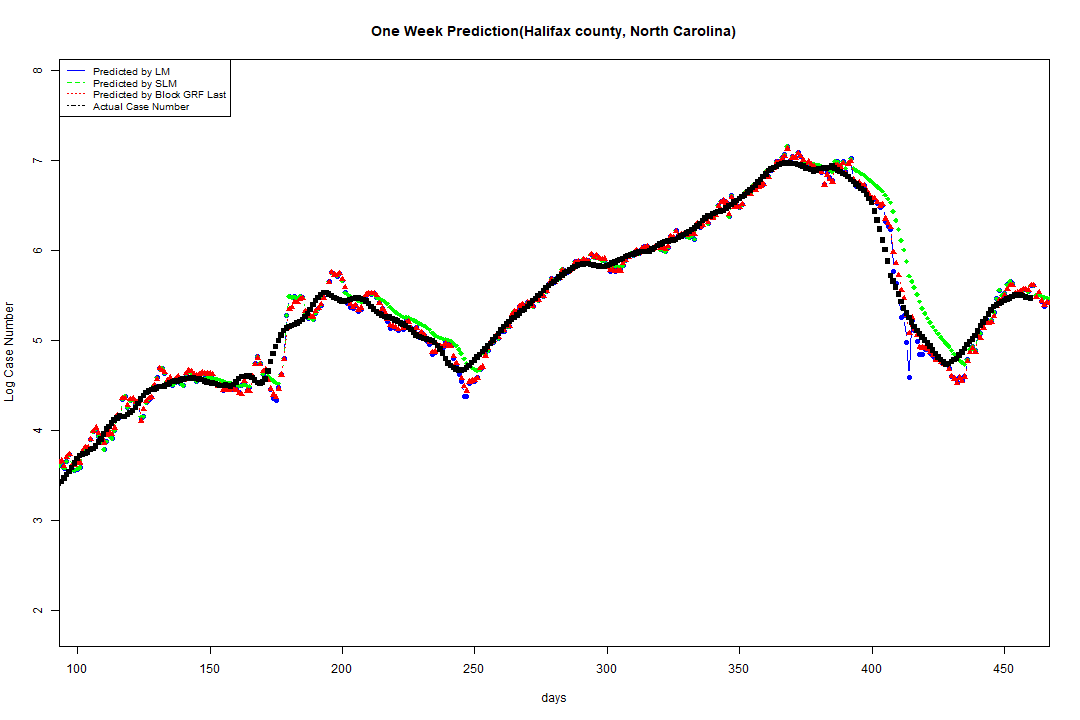 One Week Prediction(Halifax county, North Carolina)
Predicted by LM
Predicted by SLM
Predicted by Block GRF Last
Actual Case Number
8
7
6
5
4
3
2
Log Case Number
100 150 200 250 300 350 400 450
days